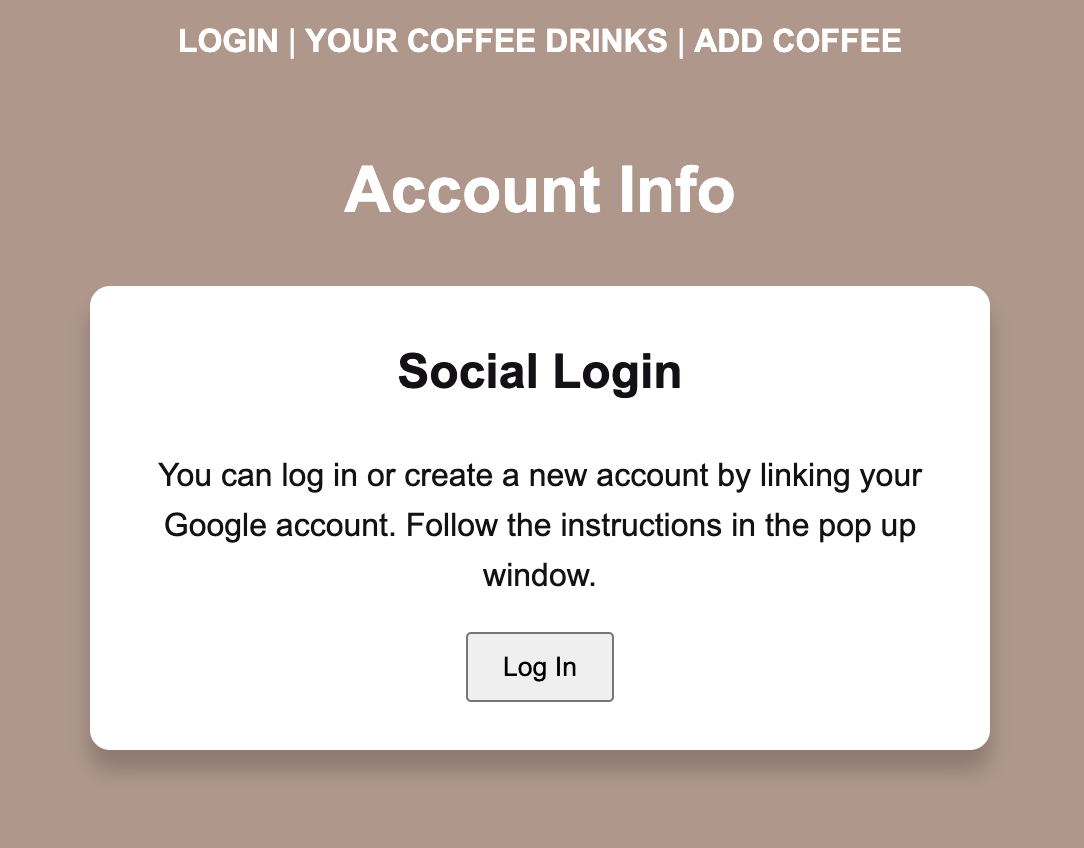 LOGIN | YOUR COFFEE DRINKS | ADD COFFEE
Account Info
Social Login
You can log in or create a new account by linking your
Google account. Follow the instructions in the pop up
window.
Log In